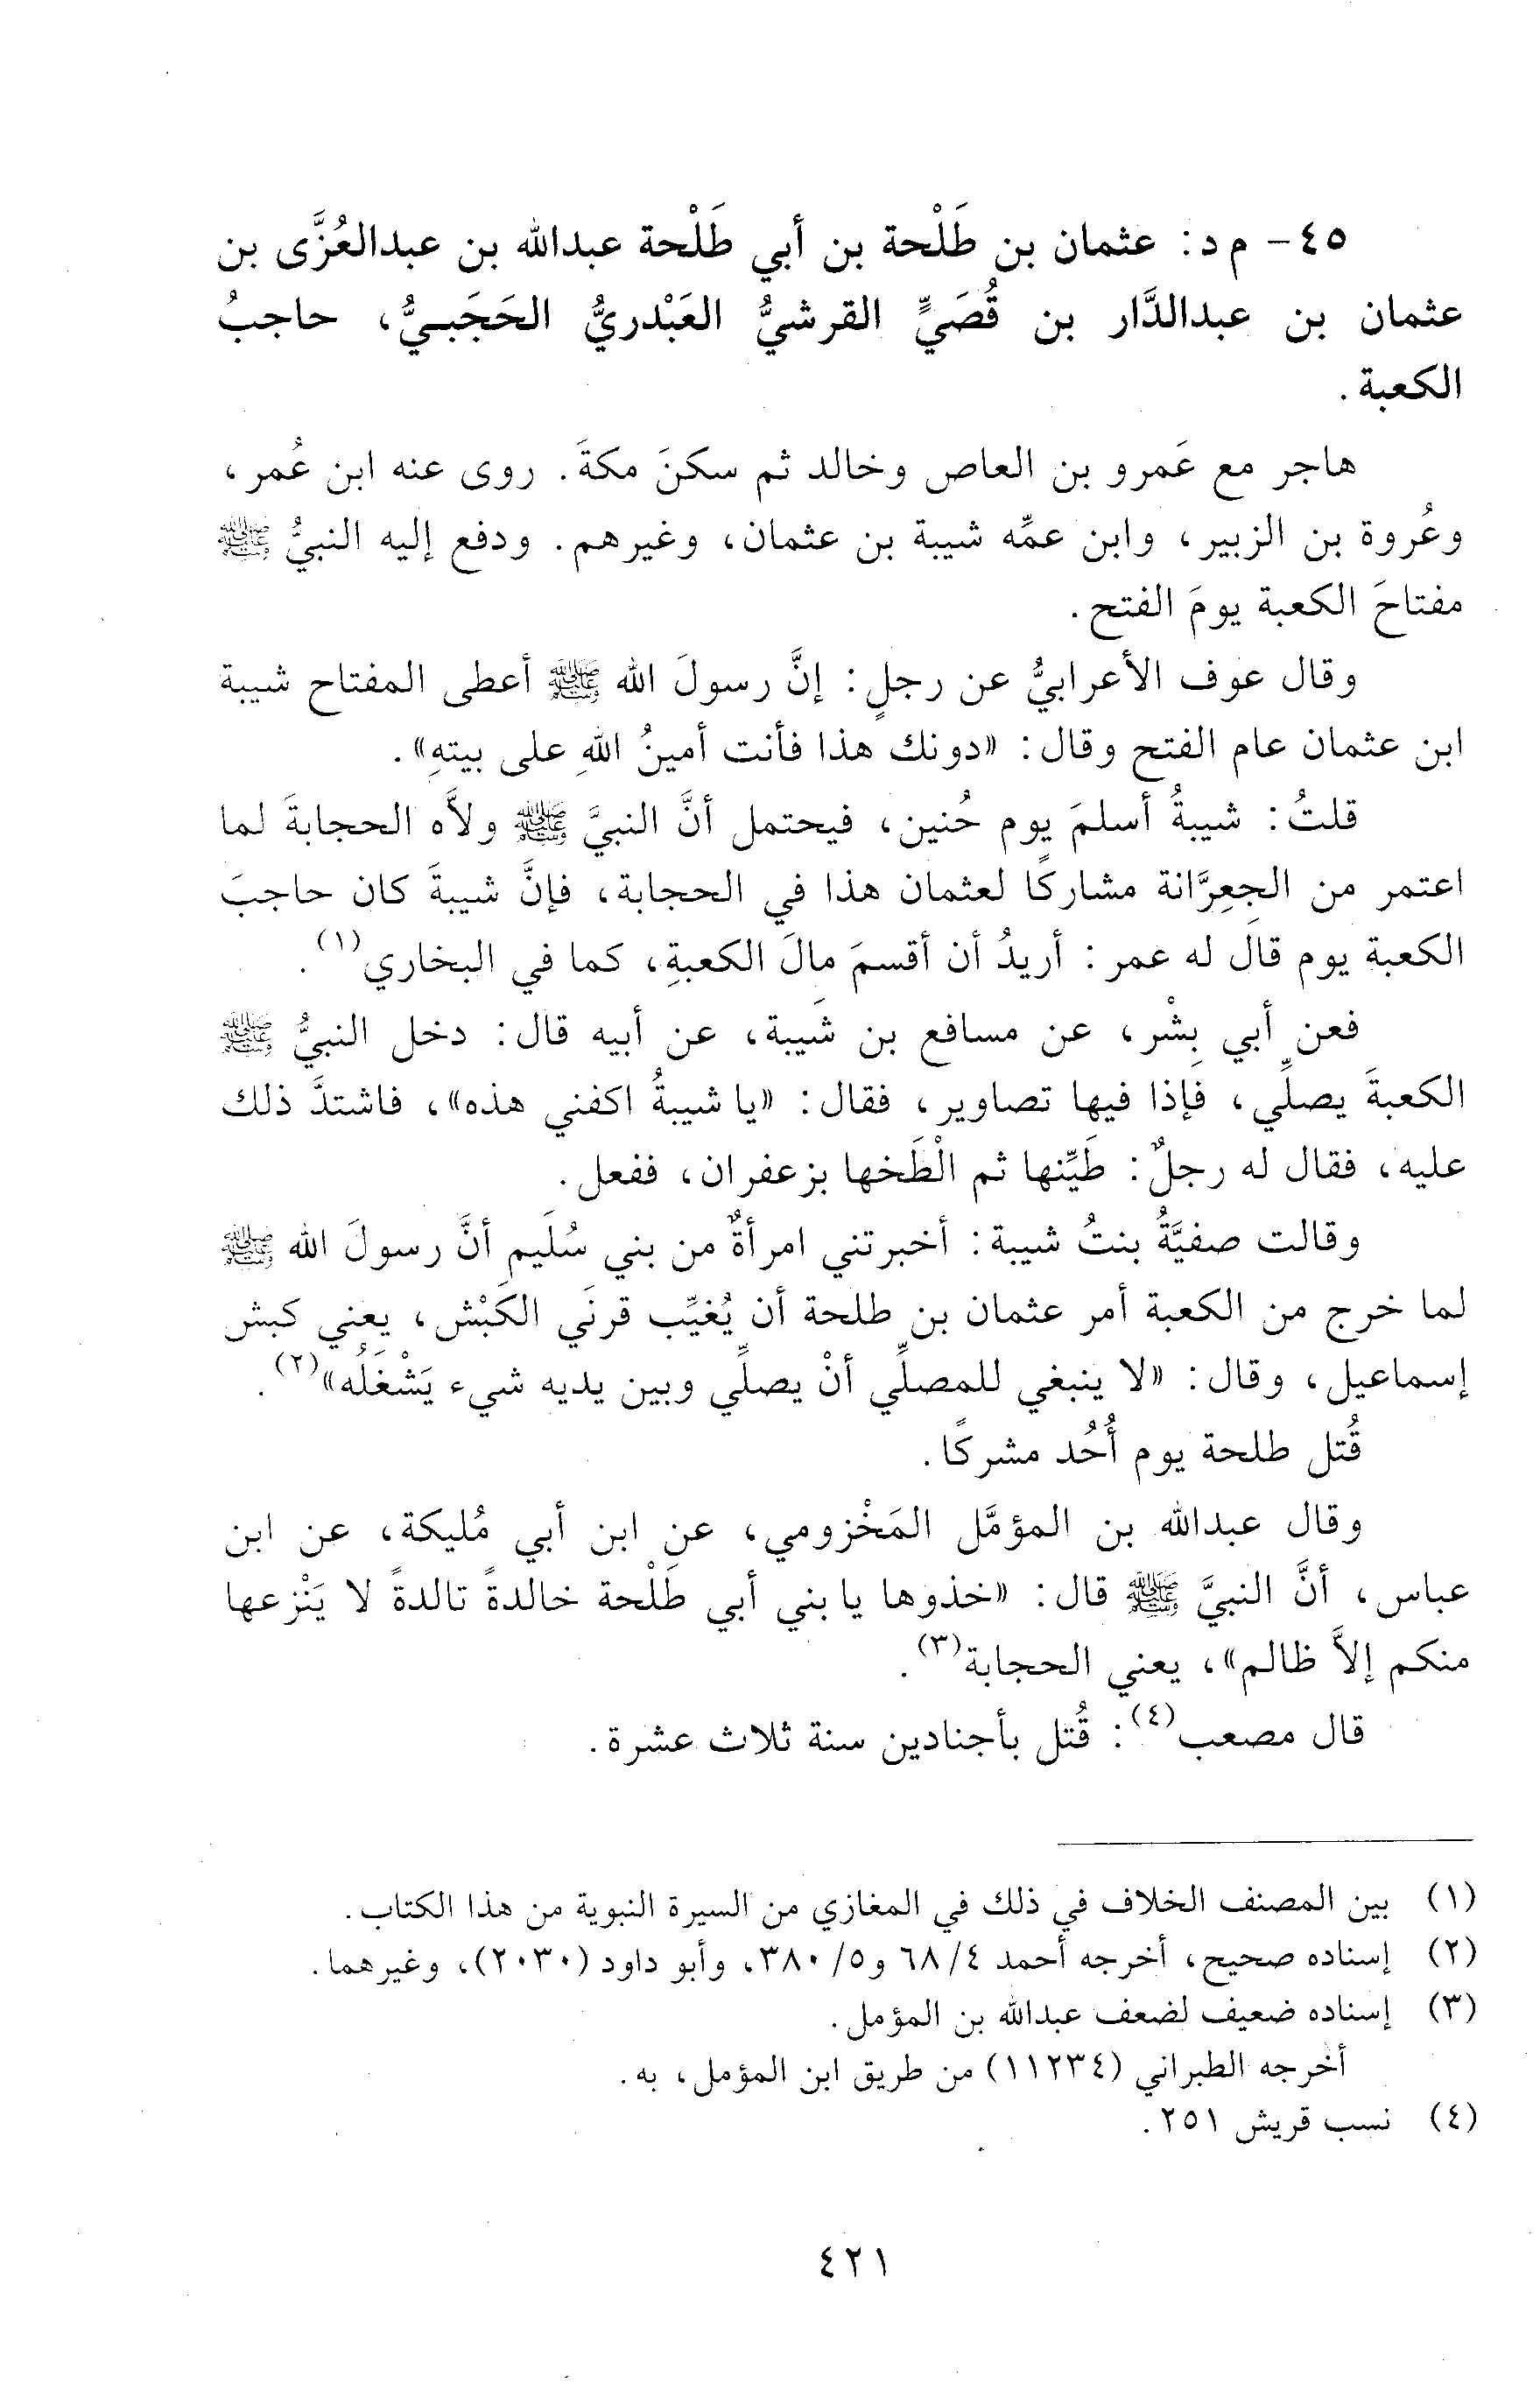 ٤٥- م د: عثمان بن طَلْحة بن أبي طَلْحة عبدالله بن عبدالعُزَّى بن
عثمان بن عبدالدَّار بن قُصَيٍّ القرشيُّ العَبْدريُّ الحَجَبـيُّ، حاجبُ
الكعبة.
هاجر مع عَمرو بن العاص وخالد ثم سكنَ مكةَ. روى عنه ابن عُمر،
وعُروة بن الزبير، وابن عمِّه شيبة بن عثمان، وغيرهم. ودفع إليه النبيُّ ﷺ
مفتاحَ الكعبة يومَ الفتح.
وقال عوف الأعرابيُّ عن رجلٍ: إنَّ رسولَ الله ﷺ أعطى المفتاح شيبة
ابن عثمان عام الفتح وقال: «دونك هذا فأنت أمينُ اللهِ على بيتهِ».
قلتُ: شيبةُ أسلمَ يوم حُنين، فيحتمل أنَّ النبيَّ ﷺ ولاَّه الحجابةَ لما
اعتمر من الجِعِرَّانة مشاركًا لعثمان هذا في الحجابة، فإنَّ شيبةَ كان حاجبَ
الكعبة يوم قالَ له عمر: أريدُ أن أقسمَ مالَ الكعبةِ، كما في البخاري(١).
فعن أبي بِشْر، عن مسافع بن شَيبة، عن أبيه قال: دخل النبيُّ ﷺ
الكعبةَ يصلِّي، فإذا فيها تصاوير، فقال: «يا شيبةُ اكفني هذه»، فاشتدَّ ذلك
عليه، فقال له رجلٌ: طَيِّنها ثم الْطَخها بزعفران، ففعل.
وقالت صفيَّةُ بنتُ شيبة: أخبرتني امرأةٌ من بني سُلَيم أنَّ رسولَ الله ﷺ
لما خرج من الكعبة أمر عثمان بن طلحة أن يُغيِّب قرنَي الكَبْش، يعني كبش
إسماعيل، وقال: «لا ينبغي للمصلِّي أنْ يصلِّي وبين يديه شيء يَشْغَلُه»(٢).
قُتل طلحة يوم أُحُد مشركًا.
وقال عبدالله بن المؤمَّل المَخْزومي، عن ابن أبي مُليكة، عن ابن
عباس، أنَّ النبيَّ ﷺ قال: «خذوها يا بني أبي طَلْحة خالدةً تالدةً لا يَنْزعها
منكم إلاَّ ظالم»، يعني الحجابة(٣).
قال مصعب(٤): قُتل بأجنادين سنة ثلاث عشرة.
(١) بين المصنف الخلاف في ذلك في المغازي من السيرة النبوية من هذا الكتاب.
(٢) إسناده صحيح، أخرجه أحمد ٤/ ٦٨ و٥/ ٣٨٠، وأبو داود (٢٠٣٠)، وغيرهما.
(٣) إسناده ضعيف لضعف عبدالله بن المؤمل.
أخرجه الطبراني (١١٢٣٤) من طريق ابن المؤمل، به.
(٤) نسب قريش ٢٥١.
٤٢١